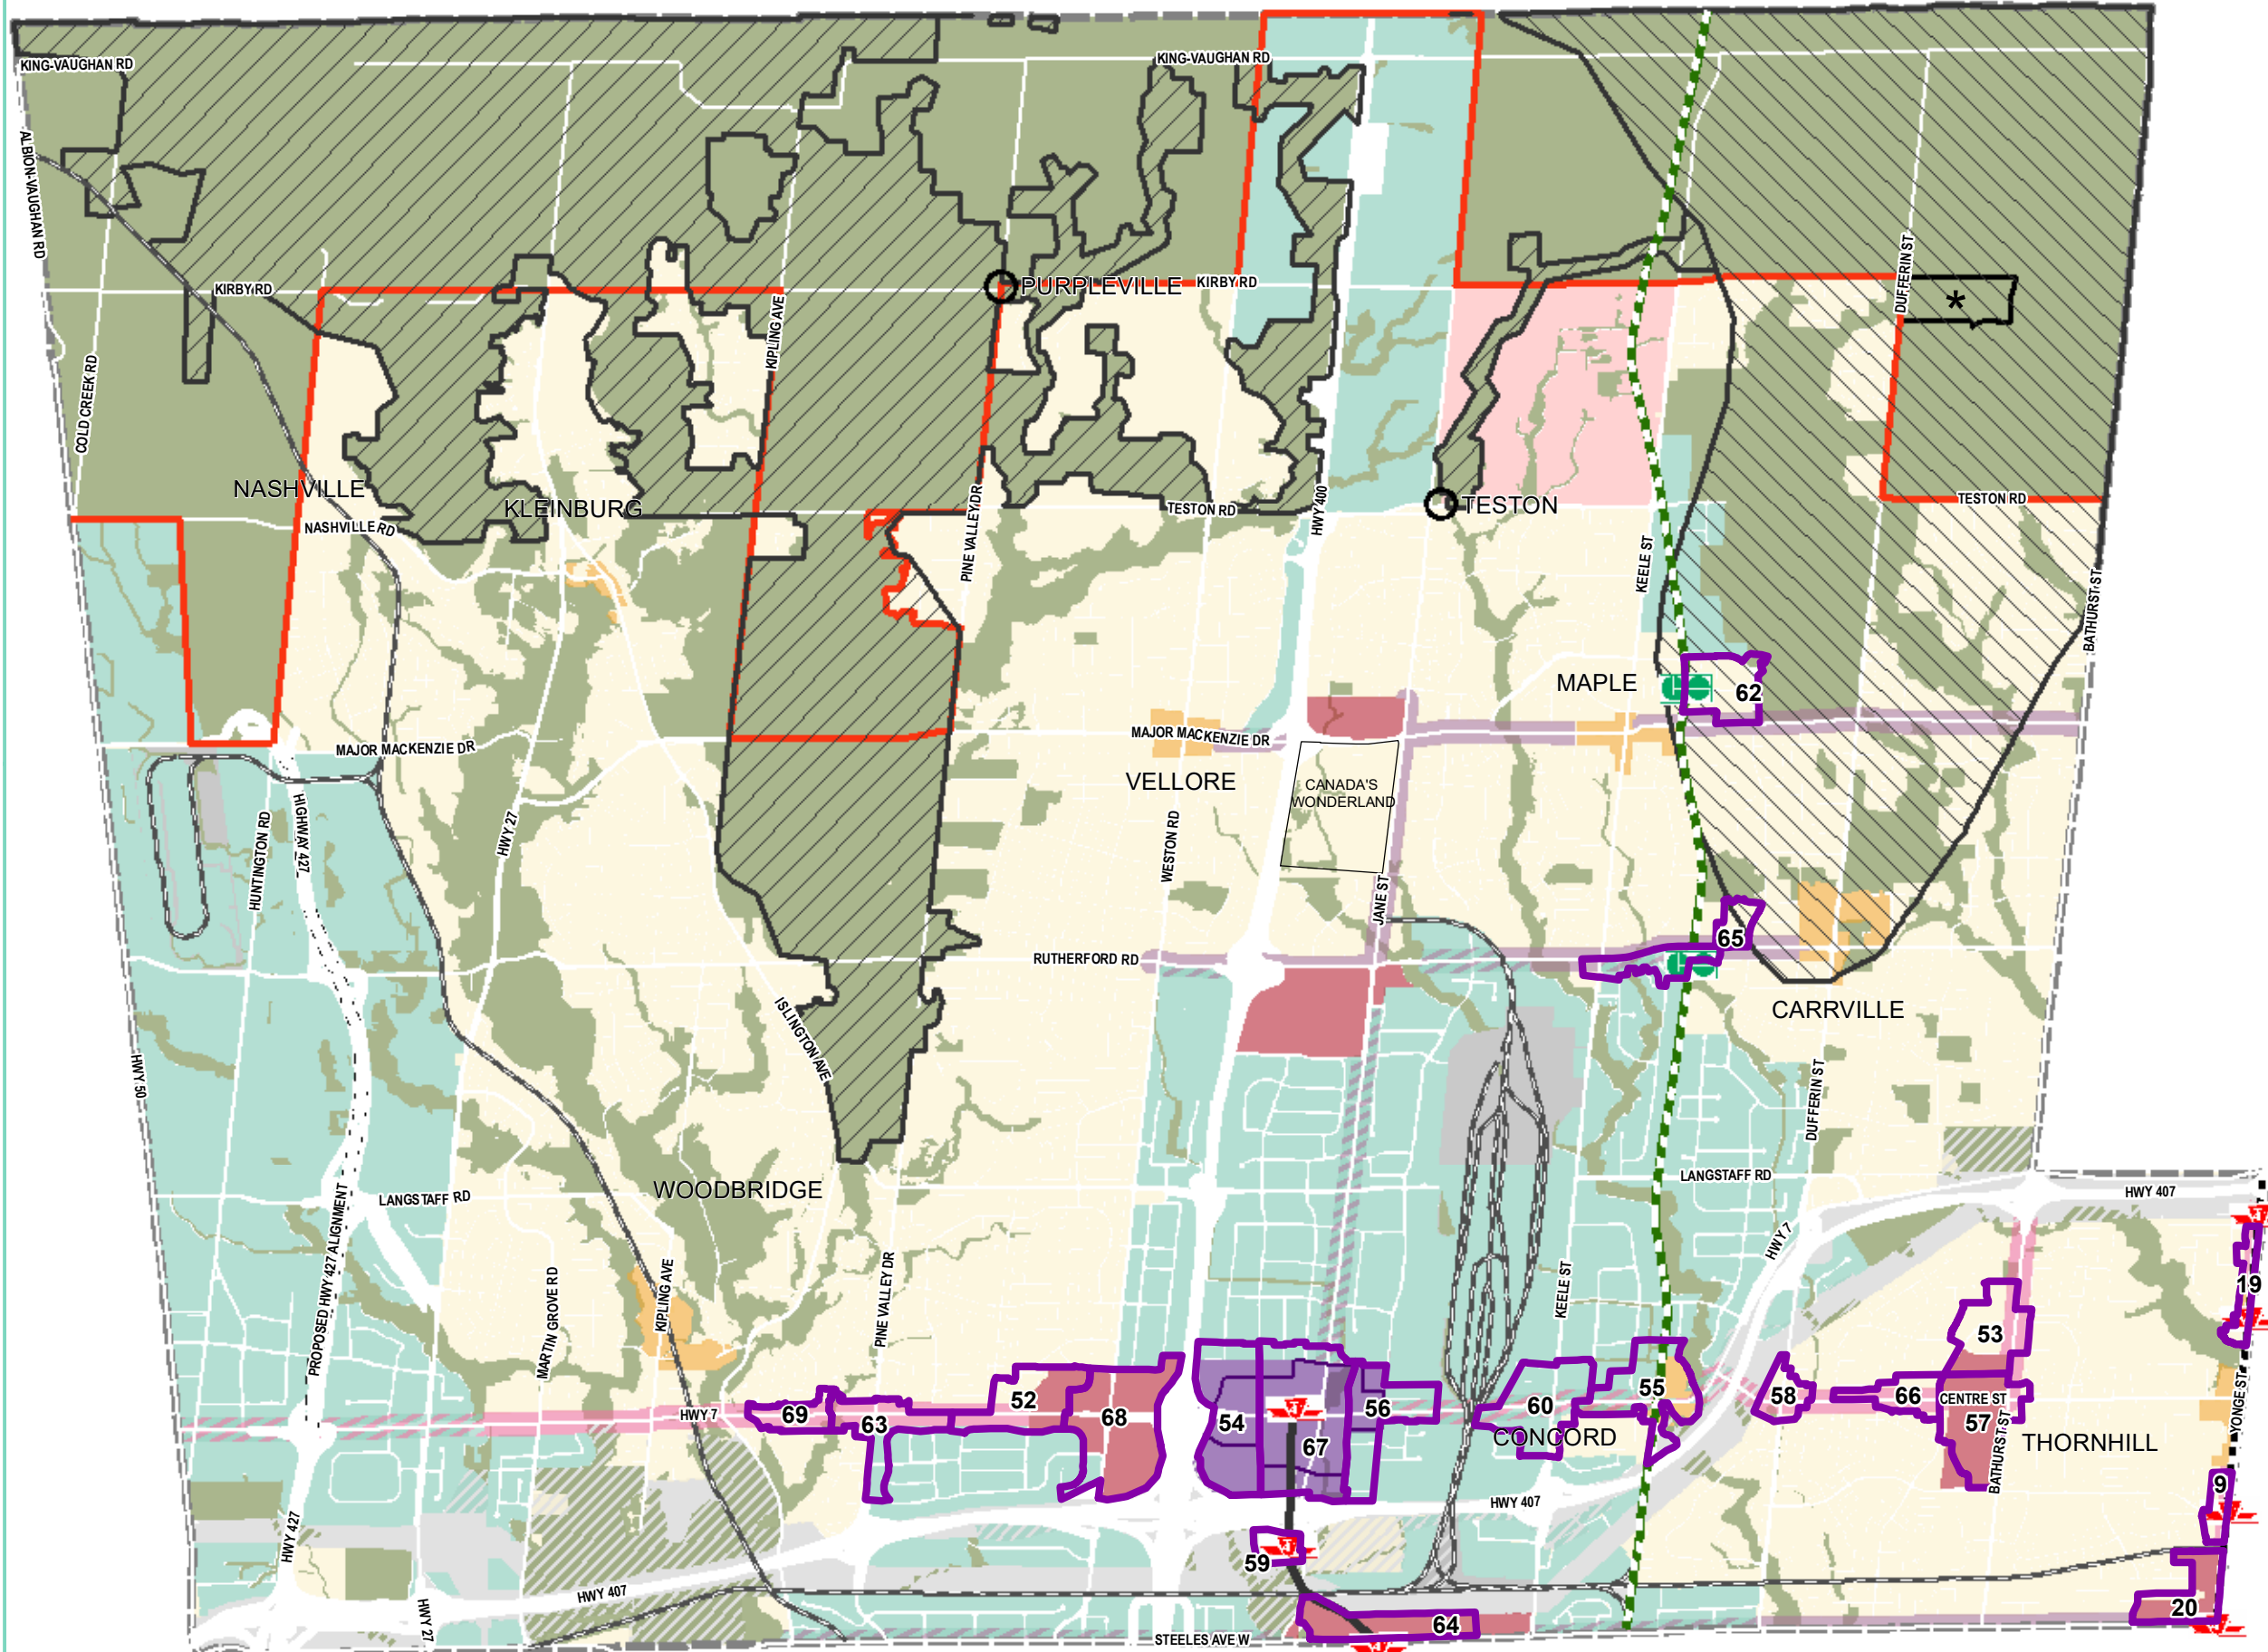 KING-VAUGHAN RD
KING-VAUGHAN RD
ALBION-VAUGHAN RD
DUFFERIN ST
KIRBY RD
PURPLEVILLE
KIRBY RD
*
KIPLING AVE
COLD CREEK RD
NASHVILLE
KLEINBURG
NASHVILLE RD
PINE VALLEY DR
TESTON RD
HWY 400
TESTON
TESTON RD
KEELE ST
BATHURST ST
MAPLE
62
MAJOR MACKENZIE DR
MAJOR MACKENZIE DR
VELLORE
CANADA'S
WONDERLAND
HUNTINGTON RD
HIGHWAY 427
HWY 27
WESTON RD
JANE ST
65
RUTHERFORD RD
CARRVILLE
ISLINGTON AVE
HWY 50
DUFFERIN ST
WOODBRIDGE
LANGSTAFF RD
LANGSTAFF RD
HWY 407
PROPOSED HWY 427 ALIGNMENT
HWY 7
MARTIN GROVE RD
KIPLING AVE
PINE VALLEY DR
KEELE ST
19
53
52
55
58
66
CENTRE ST
YONGE ST
HWY 7
69
63
68
54
56
60
57
67
CONCORD
BATHURST ST
THORNHILL
9
HWY 407
HWY 427
59
HWY 407
HWY 27
64
20
STEELES AVE W